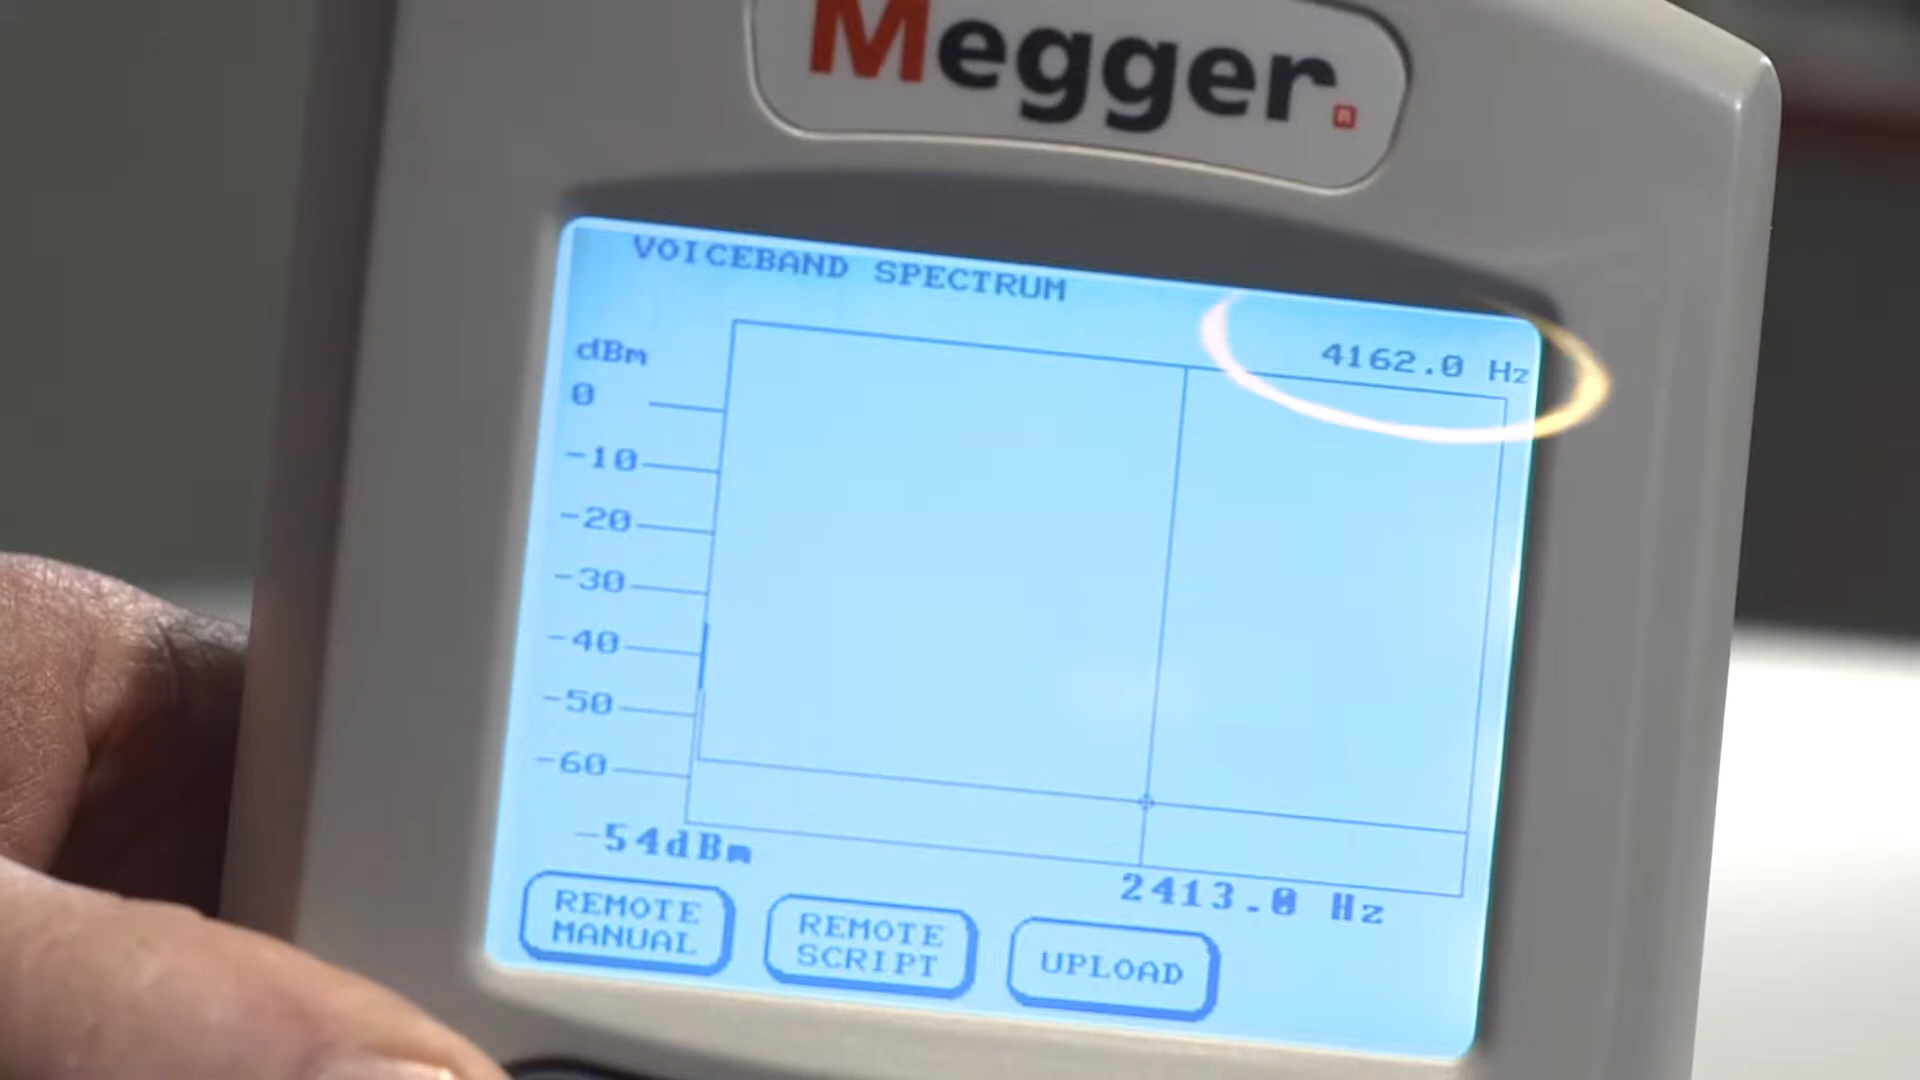 Megger.
VOICEBAND SPECTRUM
4162.0 Hz
dBm
0
-10
-20
-30
-40
-50
-60
-54dBm
2413.0 Hz
REMOTE
MANUAL
REMOTE
SCRIPT
UPLOAD